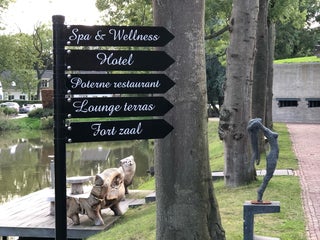 Spa & Wellness
Hotel
Poterne restaurant
Lounge terras
Fort zaal